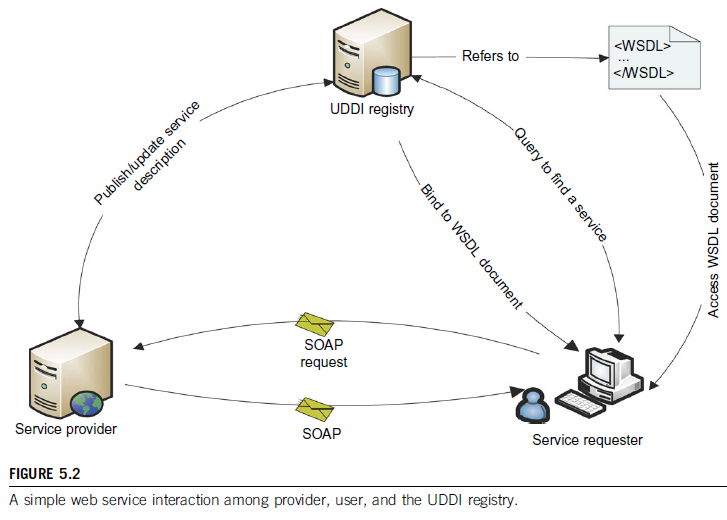 <WSDL>
...
</WSDL>
Refers to
UDDI registry
Publish/update service
description
Query to find a service
Bind to WSDL document
Access WSDL document
SOAP
request
SOAP
Service provider
Service requester
FIGURE 5.2
A simple web service interaction among provider, user, and the UDDI registry.